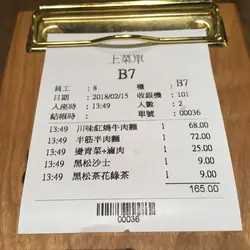 上菜單
B7
員工 : 8 檯 : B7
日期 : 2018/02/15 收銀機 : 101
入座時 : 13:49 人數 : 2
結帳時 : 單號 : 00036
13:49 川味紅燒牛肉麵 1 68.00
13:49 半筋半肉麵 1 72.00
13:49 燙青菜+滷肉 1 25.00
13:49 黑松沙士 1 9.00
13:49 黑松茶花綠茶 1 9.00
165.00
00036